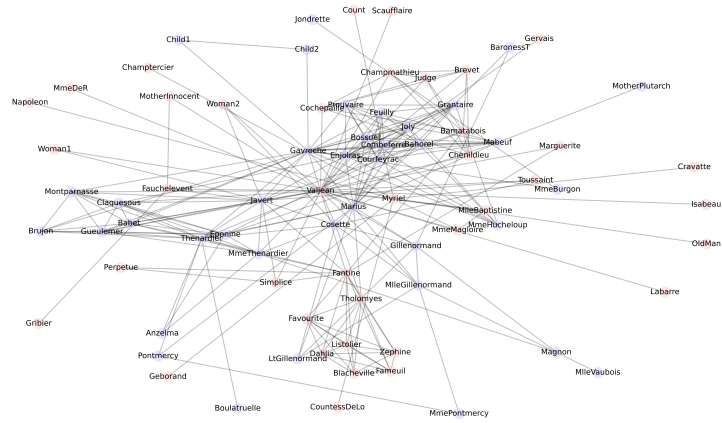 Count
Scaufflaire
Jondrette
Child1
Gervais
Child2
BaronessT
Champtercier
Champmathieu
Brevet
Judge
MmeDeR
MotherPlutarch
MotherInnocent
Napoleon
Woman2
Cochepaille
Prouvaire
Grantaire
Feuilly
Joly
Bamatabois
Bossuet
Mabeuf
Combeferre
Bahorel
Marguerite
Woman1
Gavroche
Enjolras
Chenildieu
Courfeyrac
Cravatte
Toussaint
Fauchelevent
Valjean
MmeBurgon
Montparnasse
Myriel
Javert
Claquesous
Marius
Isabeau
MlleBaptistine
Babet
Cosette
MmeHucheloup
Brujon
Gueulemer
MmeMagloire
Eponine
Thenardier
OldMan
Gillenormand
MmeThenardier
Perpetue
Fantine
Simplice
MlleGillenormand
Labarre
Tholomyes
Favourite
Gribier
Anzelma
Listolier
Zephine
Magnon
Dahlia
Pontmercy
LtGillenormand
Fameuil
MlleVaubois
Blacheville
Geborand
Boulatruelle
CountessDeLo
MmePontmercy